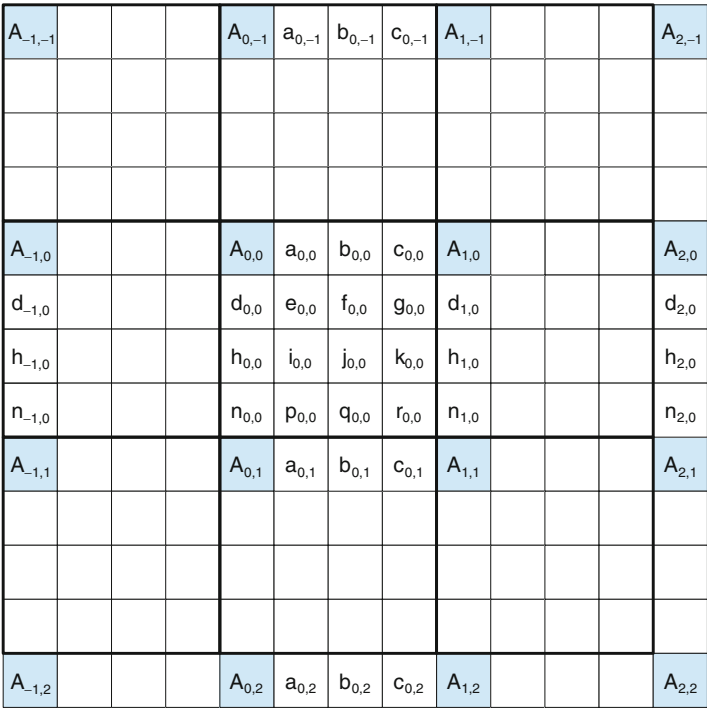 A−1,−1 A0,−1 a0,−1 b0,−1 c0,−1 A1,−1 A2,−1
A−1,0 A0,0 a0,0 b0,0 c0,0 A1,0 A2,0
d−1,0 d0,0 e0,0 f0,0 g0,0 d1,0 d2,0
h−1,0 h0,0 i0,0 j0,0 k0,0 h1,0 h2,0
n−1,0 n0,0 p0,0 q0,0 r0,0 n1,0 n2,0
A−1,1 A0,1 a0,1 b0,1 c0,1 A1,1 A2,1
A−1,2 A0,2 a0,2 b0,2 c0,2 A1,2 A2,2